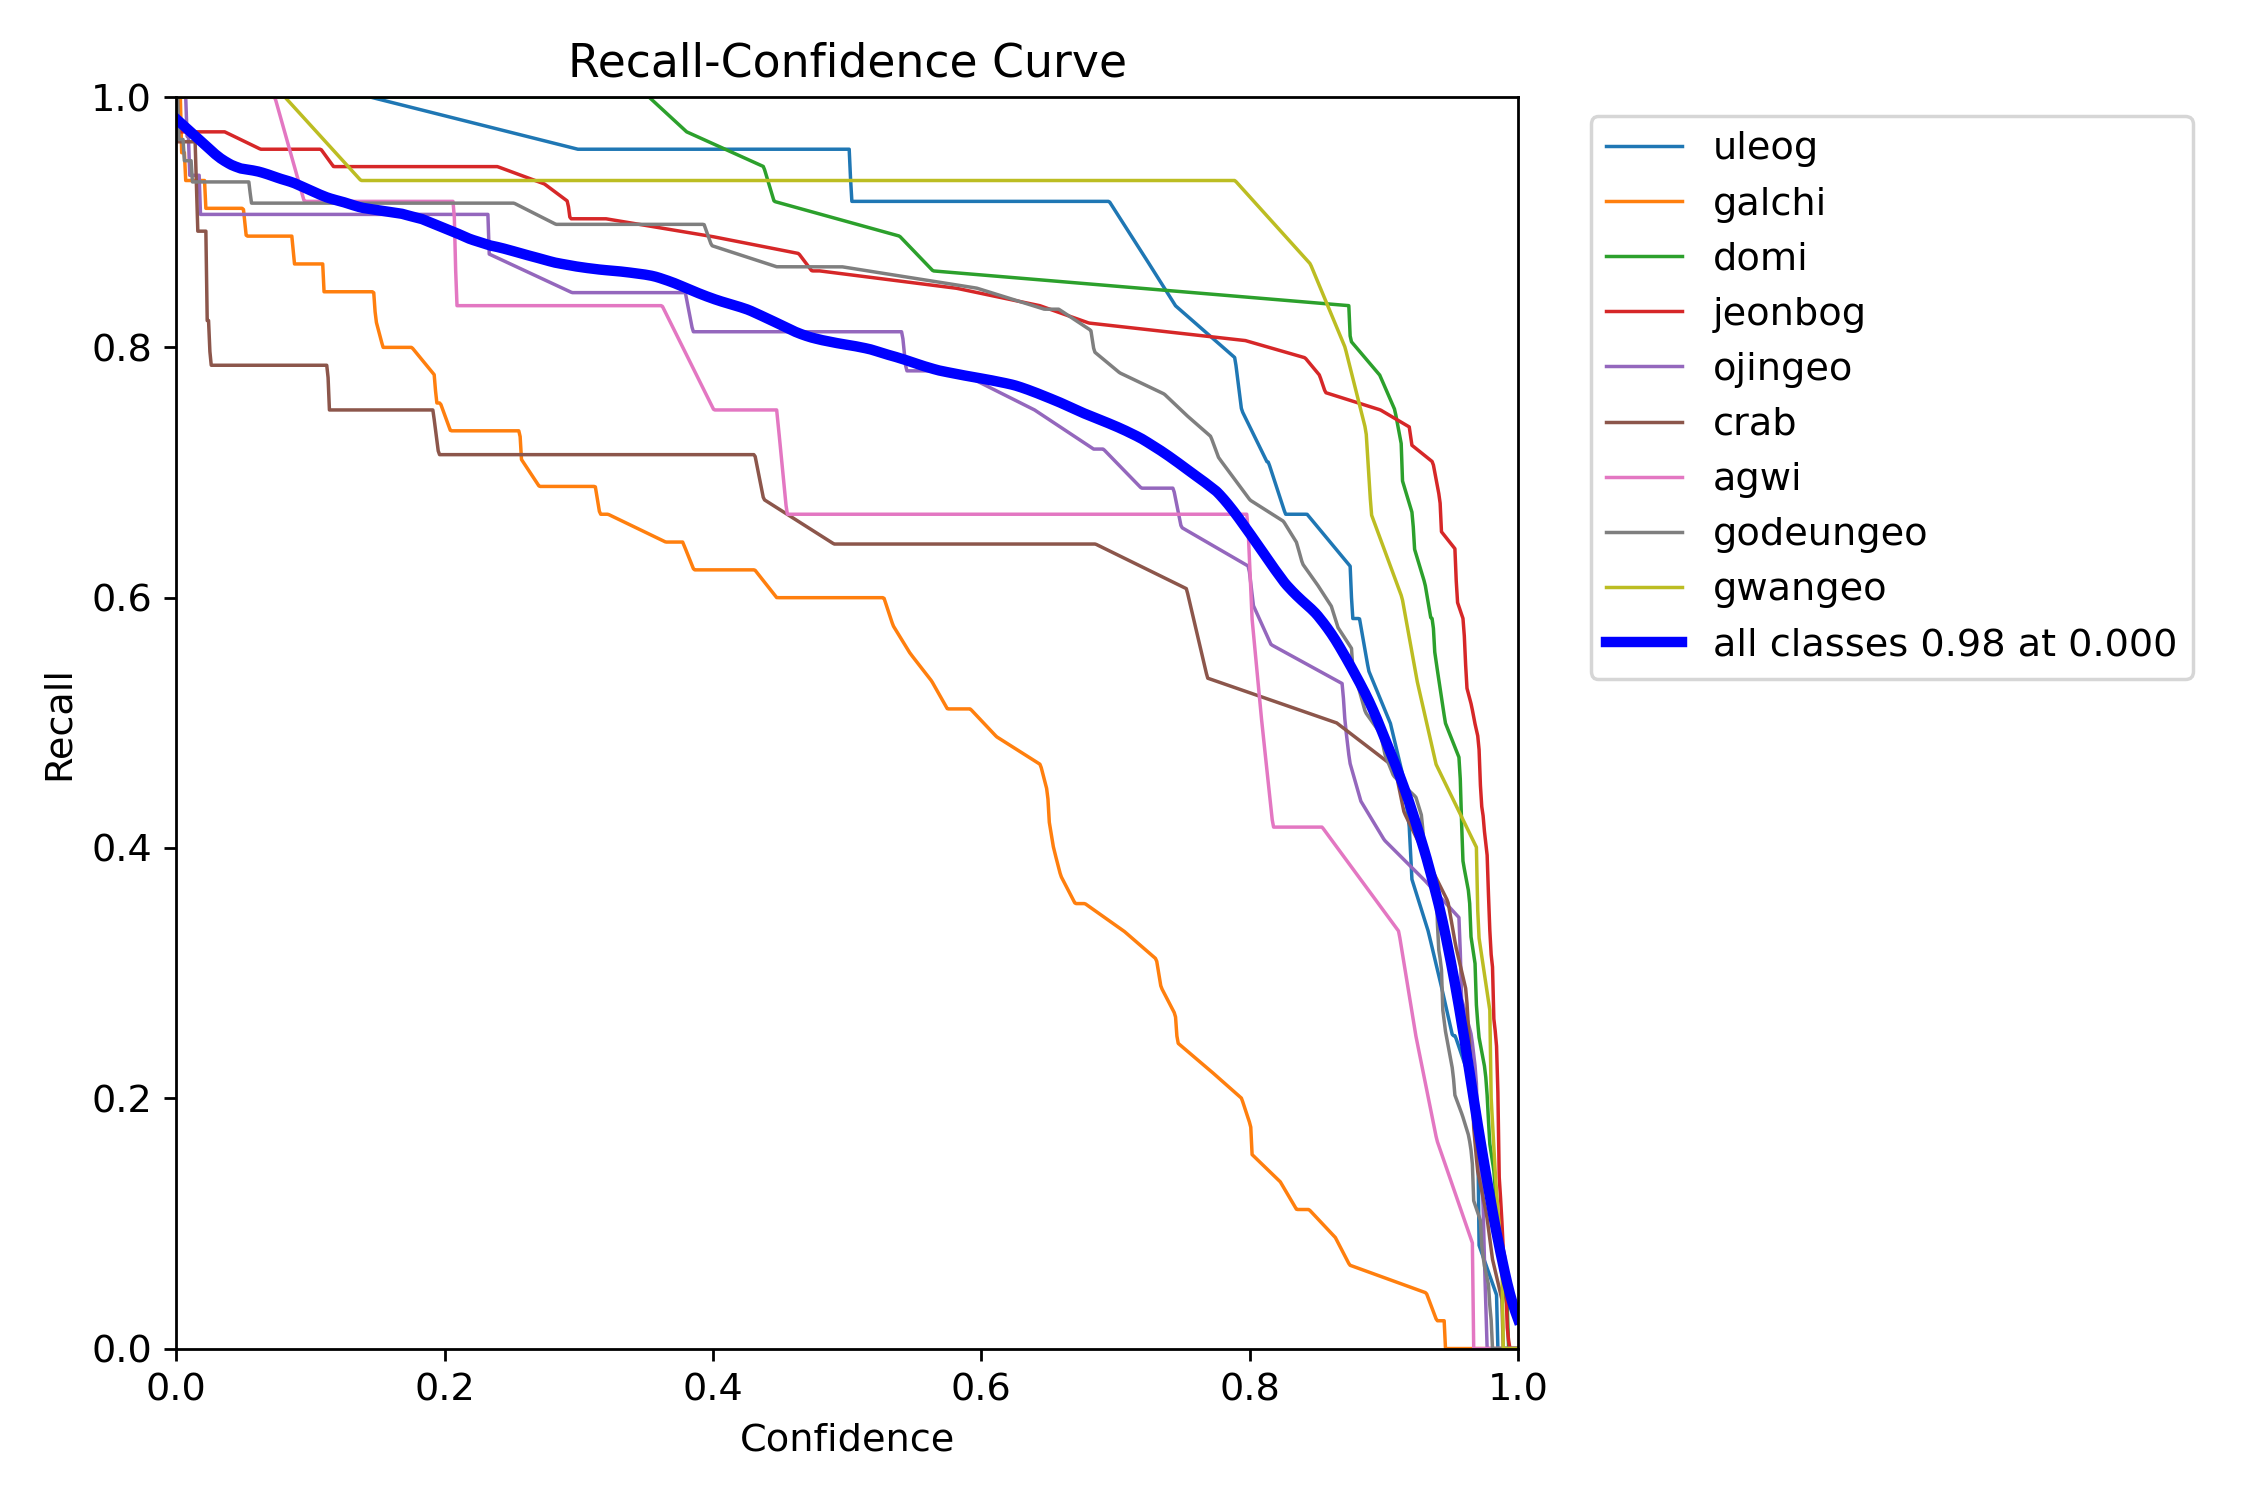 Recall-Confidence Curve
1.0
0.8
0.6
0.4
0.2
0.0
Recall
0.0 0.2 0.4 0.6 0.8 1.0
Confidence
uleog
galchi
domi
jeonbog
ojingeo
crab
agwi
godeungeo
gwangeo
all classes 0.98 at 0.000